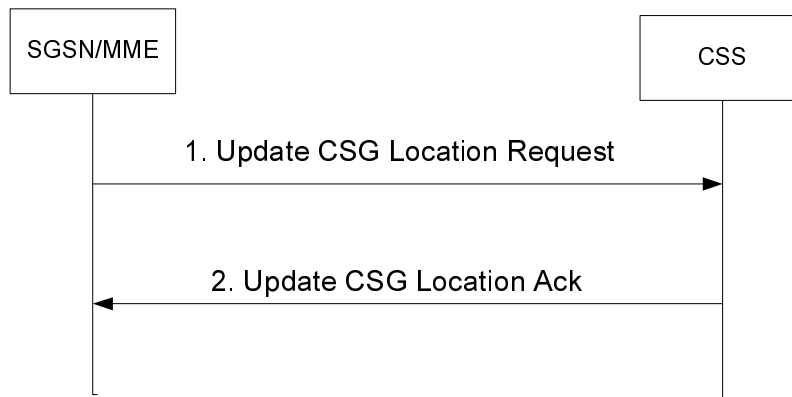 SGSN/MME
CSS
1. Update CSG Location Request
2. Update CSG Location Ack